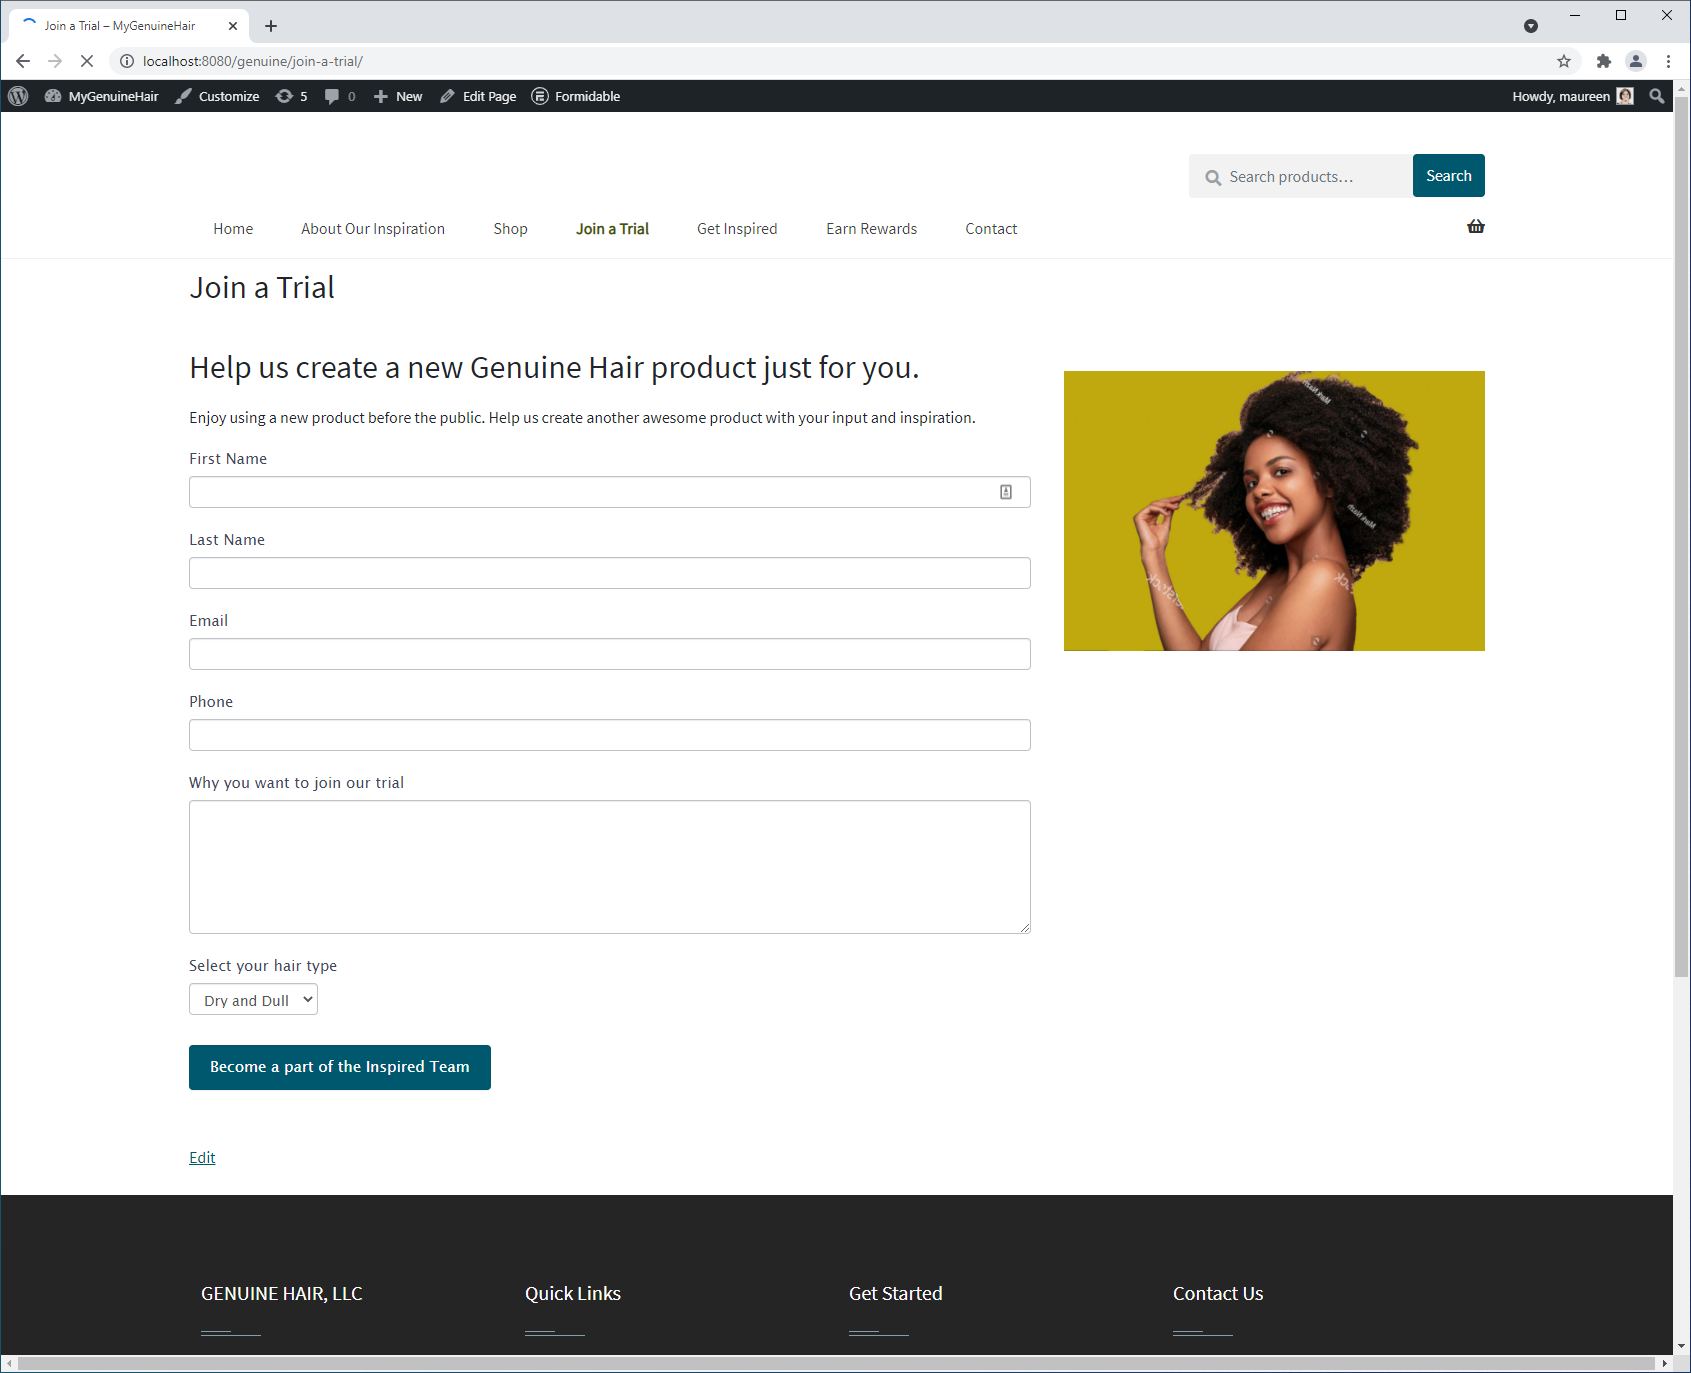 Join a Trial – MyGenuineHair
localhost:8080/genuine/join-a-trial/
MyGenuineHair Customize 5 0 New Edit Page Formidable Howdy, maureen
Search products... Search
Home About Our Inspiration Shop Join a Trial Get Inspired Earn Rewards Contact
Join a Trial
Help us create a new Genuine Hair product just for you.
Enjoy using a new product before the public. Help us create another awesome product with your input and inspiration.
First Name
Last Name
Email
Phone
Why you want to join our trial
Select your hair type
Dry and Dull
Become a part of the Inspired Team
Edit
GENUINE HAIR, LLC Quick Links Get Started Contact Us